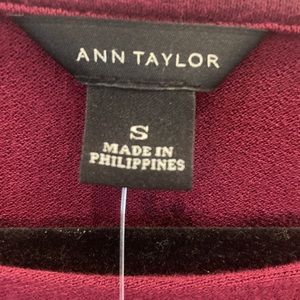 ANN TAYLOR
S
MADE IN
PHILIPPINES